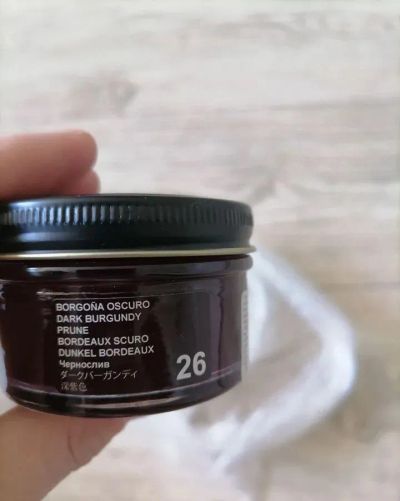 BORGOÑA OSCURO
DARK BURGUNDY
PRUNE
BORDEAUX SCURO
DUNKEL BORDEAUX
Чернослив
ダークバーガンディ
深紫色
26